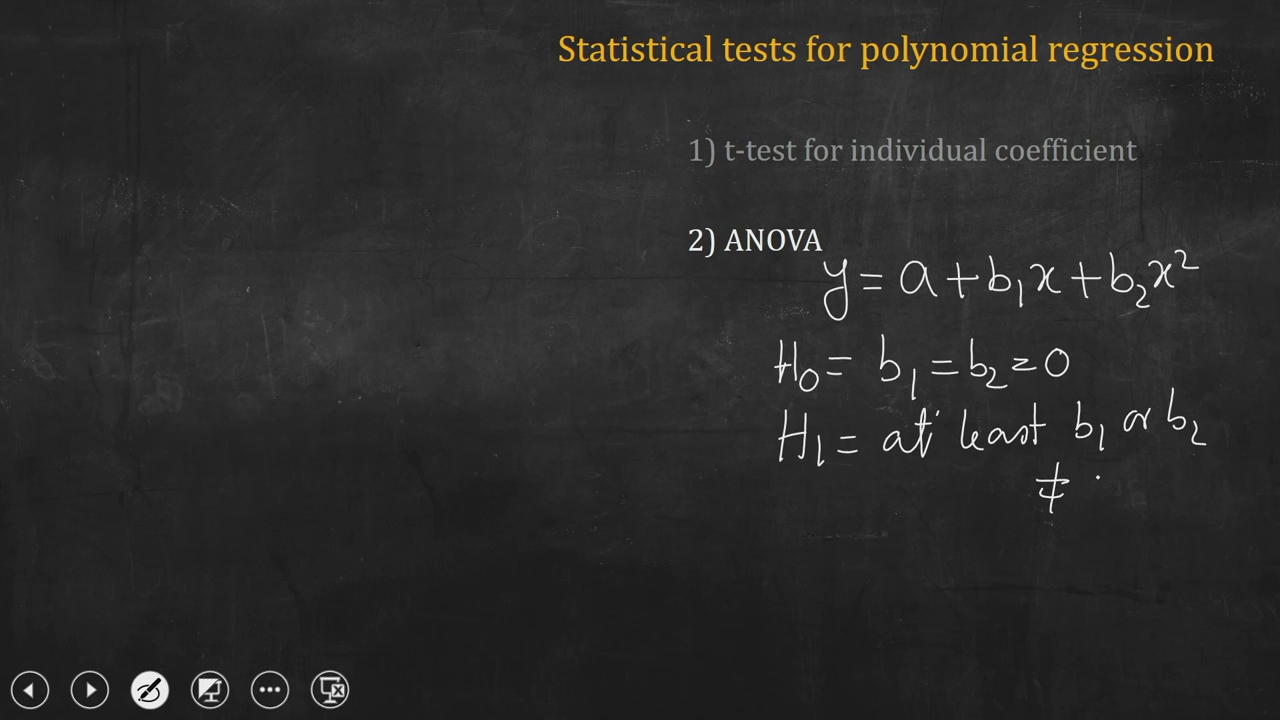 Statistical tests for polynomial regression
1) t-test for individual coefficient
2) ANOVA
y = a + b₁x + b₂x²
H₀ = b₁ = b₂ = 0
H₁ = at least b₁ or b₂
≠